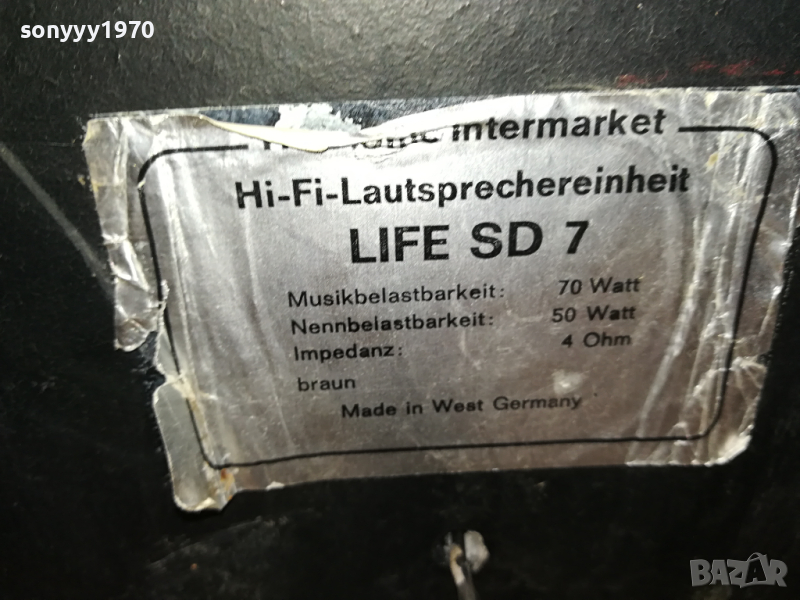 sonyyy1970
intermarket
Hi-Fi-Lautsprechereinheit
LIFE SD 7
Musikbelastbarkeit: 70 Watt
Nennbelastbarkeit: 50 Watt
Impedanz: 4 Ohm
braun
Made in West Germany
BAZAR